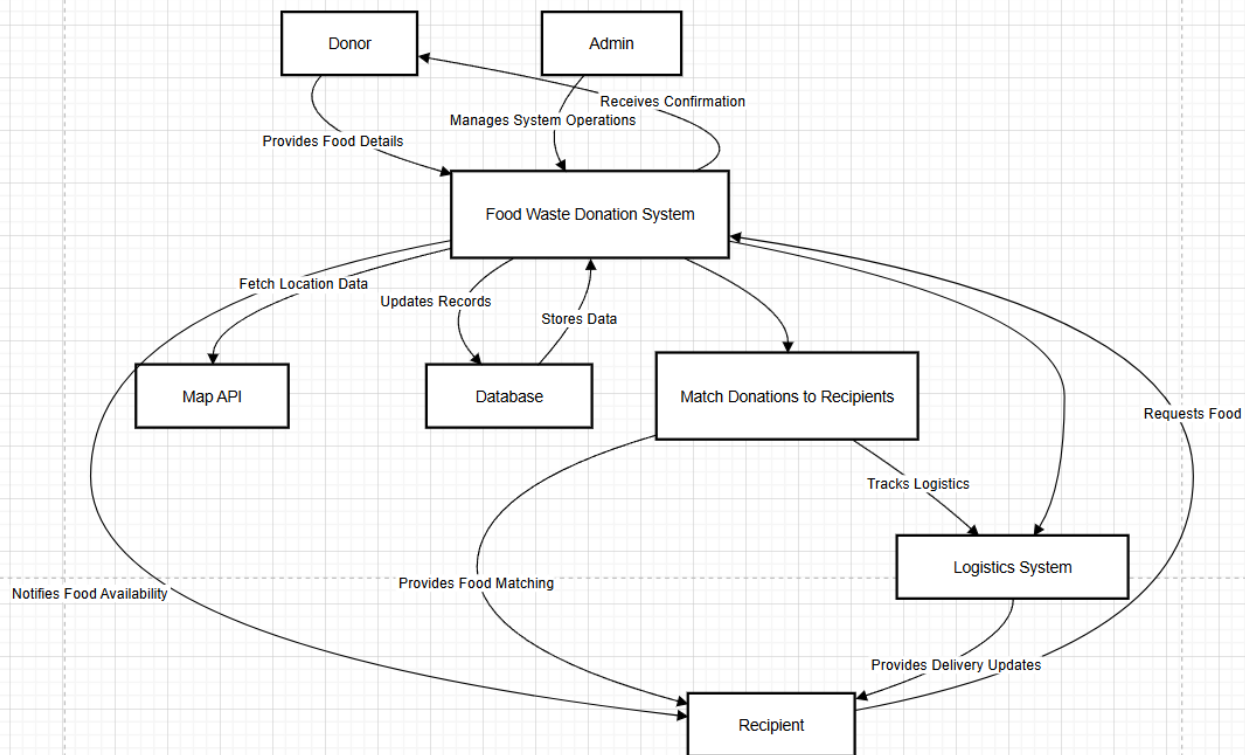 Donor
Admin
Receives Confirmation
Manages System Operations
Provides Food Details
Food Waste Donation System
Fetch Location Data
Updates Records
Stores Data
Map API
Database
Match Donations to Recipients
Requests Food
Tracks Logistics
Logistics System
Provides Food Matching
Notifies Food Availability
Provides Delivery Updates
Recipient